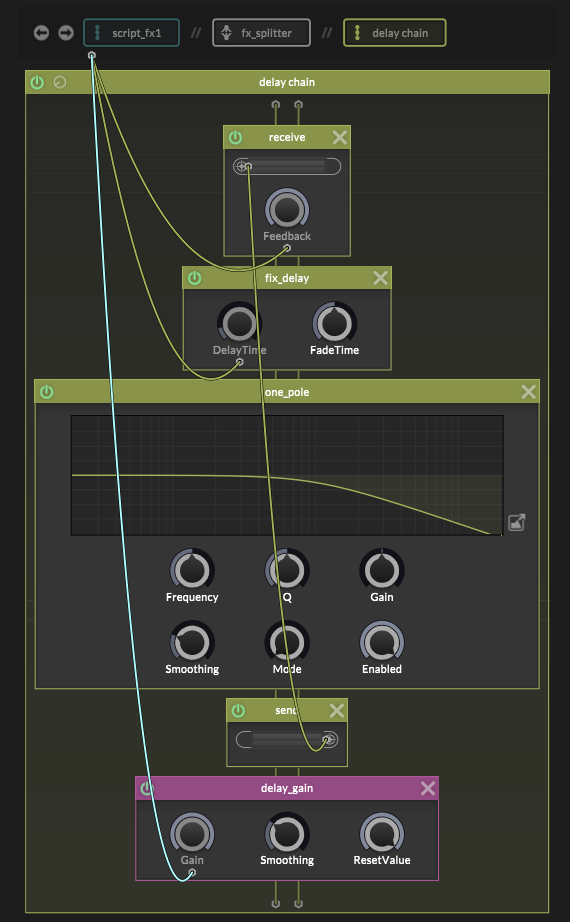 script_fx1 // fx_splitter // delay chain
delay chain
receive
Feedback
fix_delay
DelayTime FadeTime
one_pole
Frequency Q Gain
Smoothing Mode Enabled
send
delay_gain
Gain Smoothing ResetValue